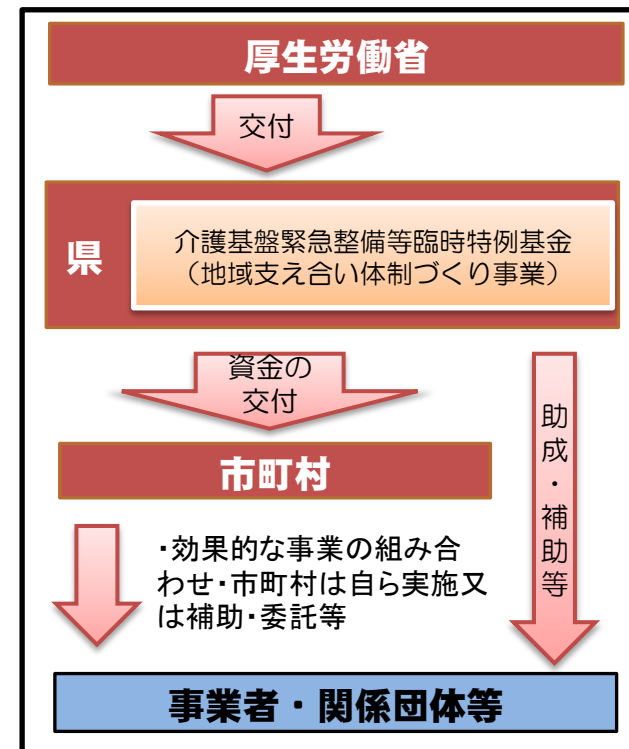 厚生労働省
交付
県
介護基盤緊急整備等臨時特例基金
（地域支え合い体制づくり事業）
資金の
交付
市町村
助成・補助等
・効果的な事業の組み合
わせ・市町村は自ら実施又
は補助・委託等
事業者・関係団体等